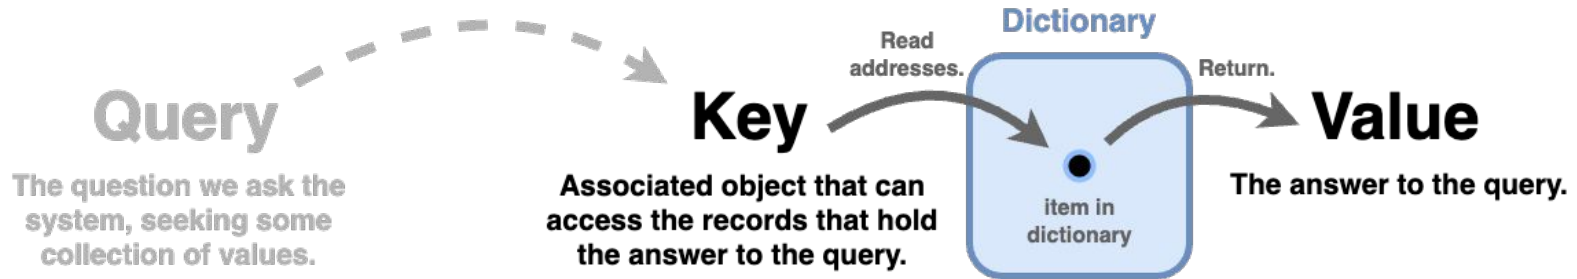 Dictionary
Read
addresses.
Return.
Query
Key
Value
The question we ask the
system, seeking some
collection of values.
Associated object that can
access the records that hold
the answer to the query.
item in
dictionary
The answer to the query.